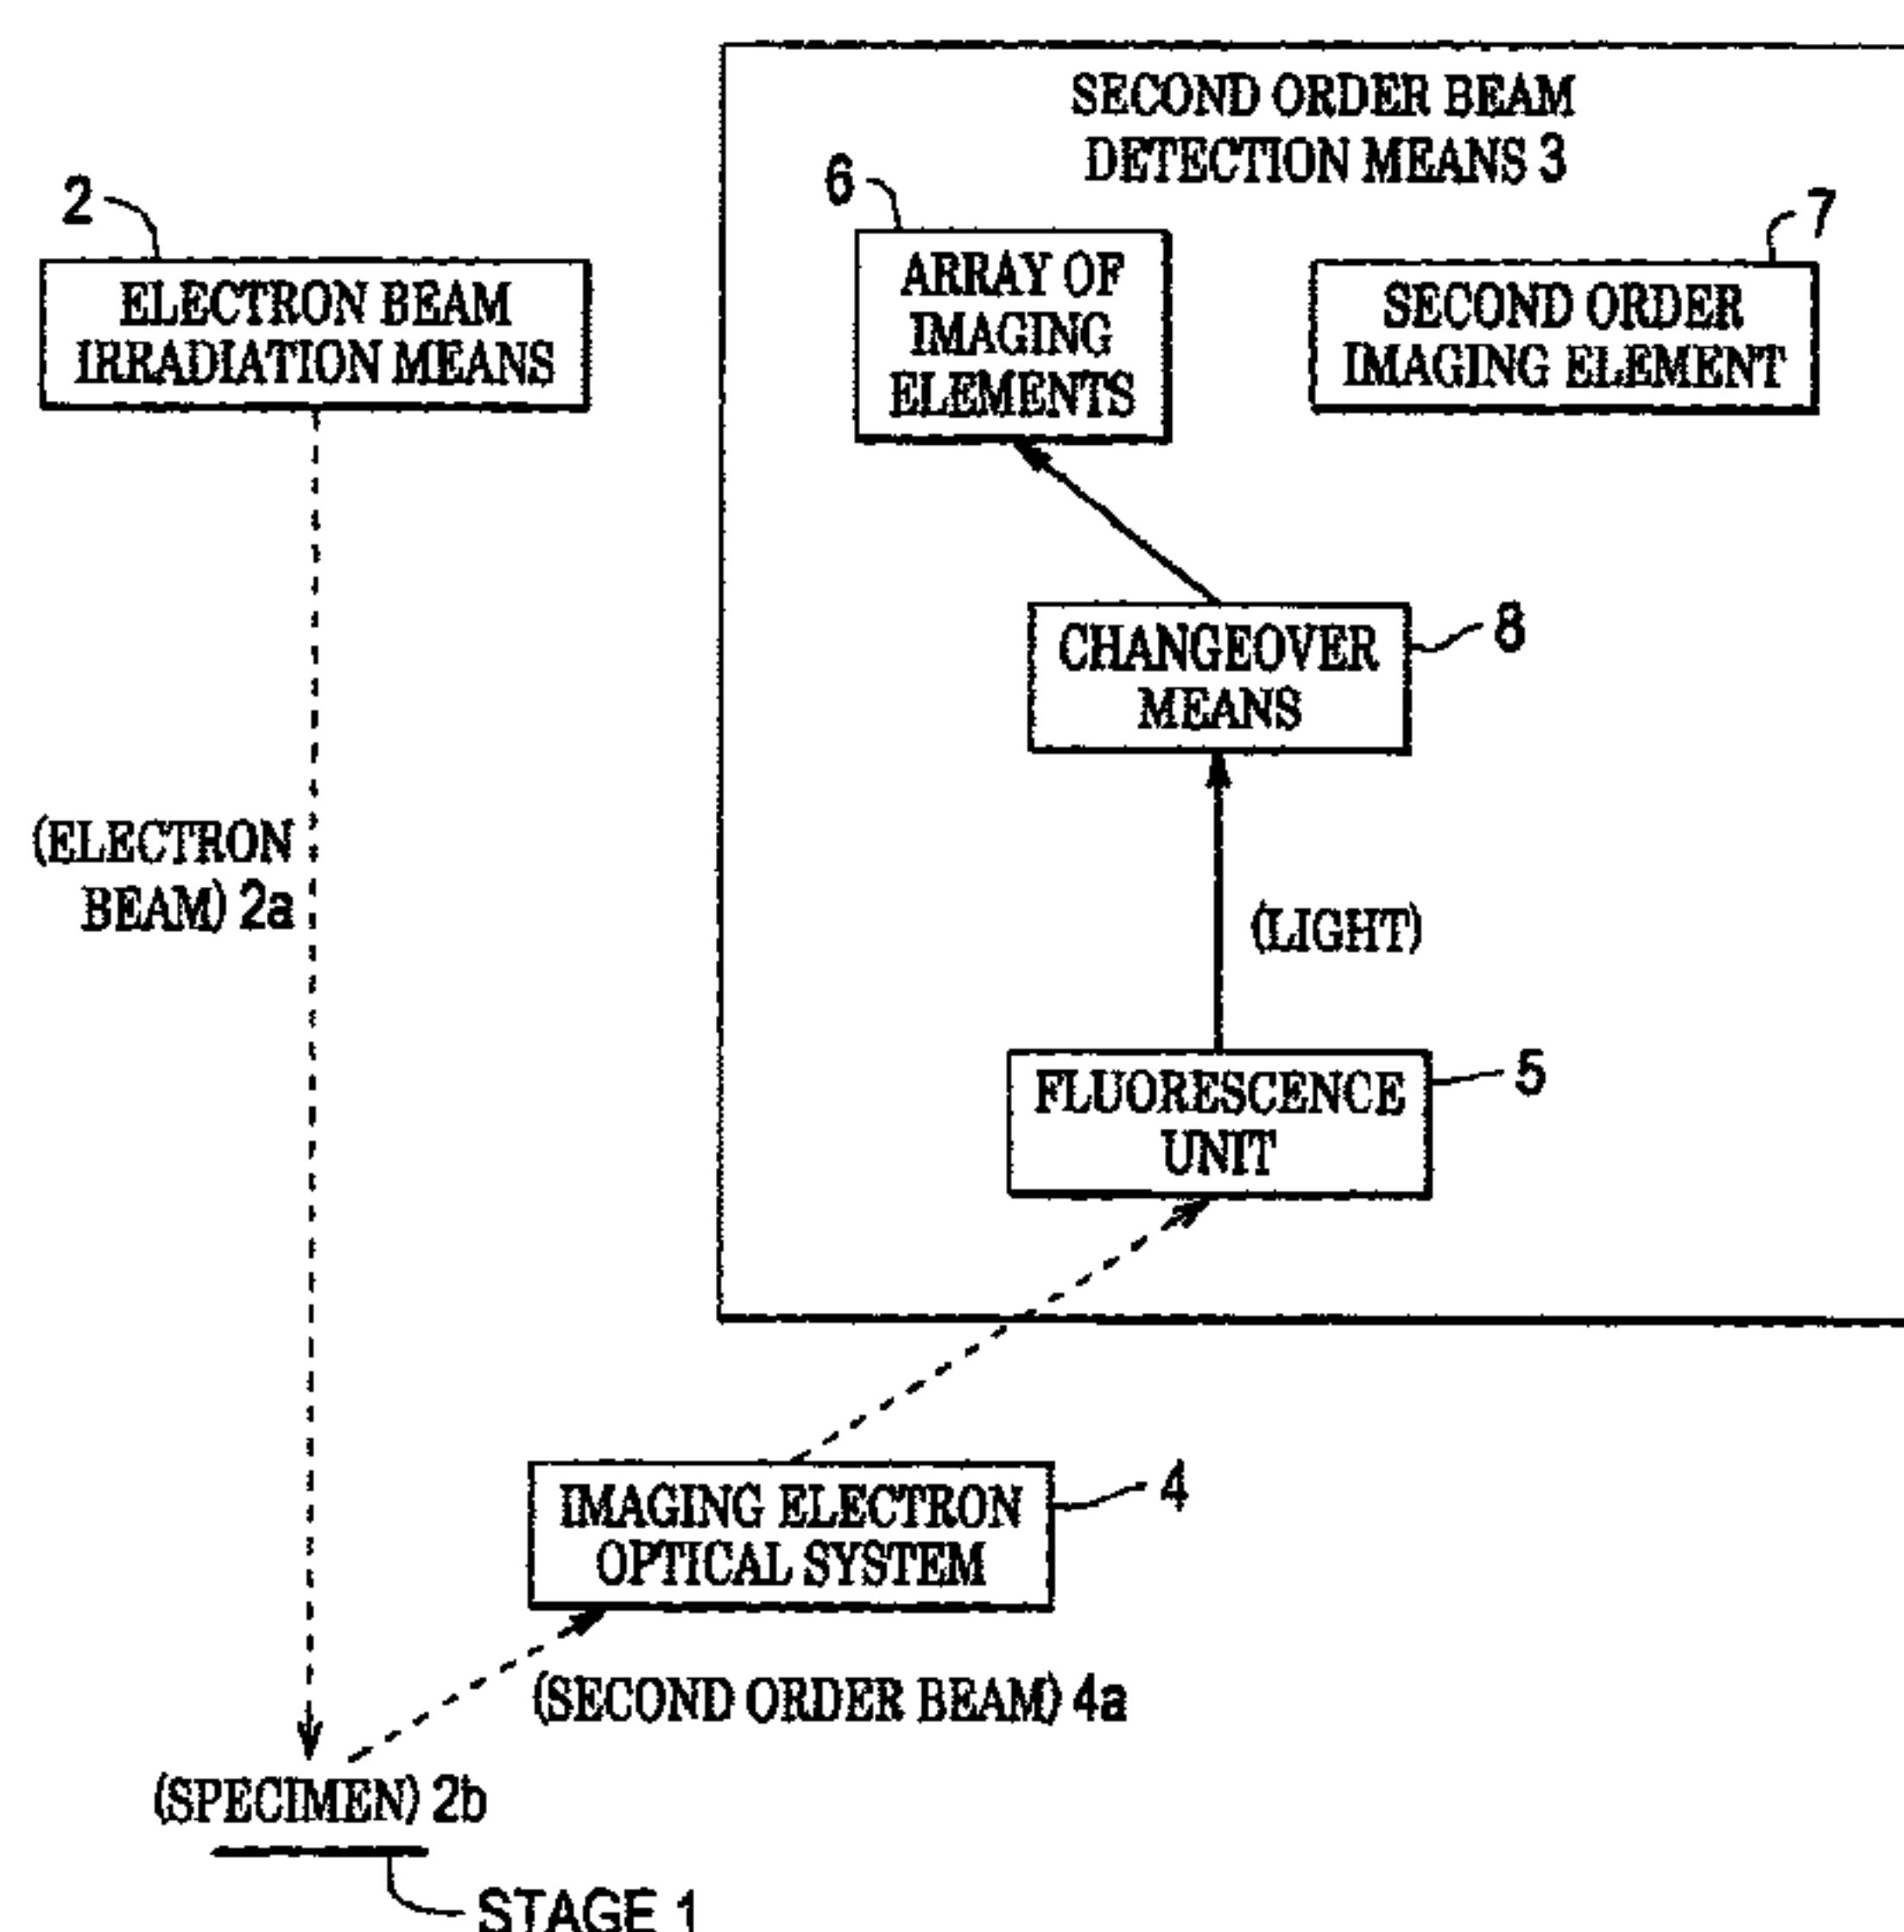 SECOND ORDER BEAM
DETECTION MEANS 3
6
7
2
ARRAY OF
IMAGING
ELEMENTS
SECOND ORDER
IMAGING ELEMENT
ELECTRON BEAM
IRRADIATION MEANS
CHANGEOVER
MEANS
8
(ELECTRON
BEAM) 2a
(LIGHT)
FLUORESCENCE
UNIT
5
IMAGING ELECTRON
OPTICAL SYSTEM
4
(SECOND ORDER BEAM) 4a
(SPECIMEN) 2b
STAGE 1